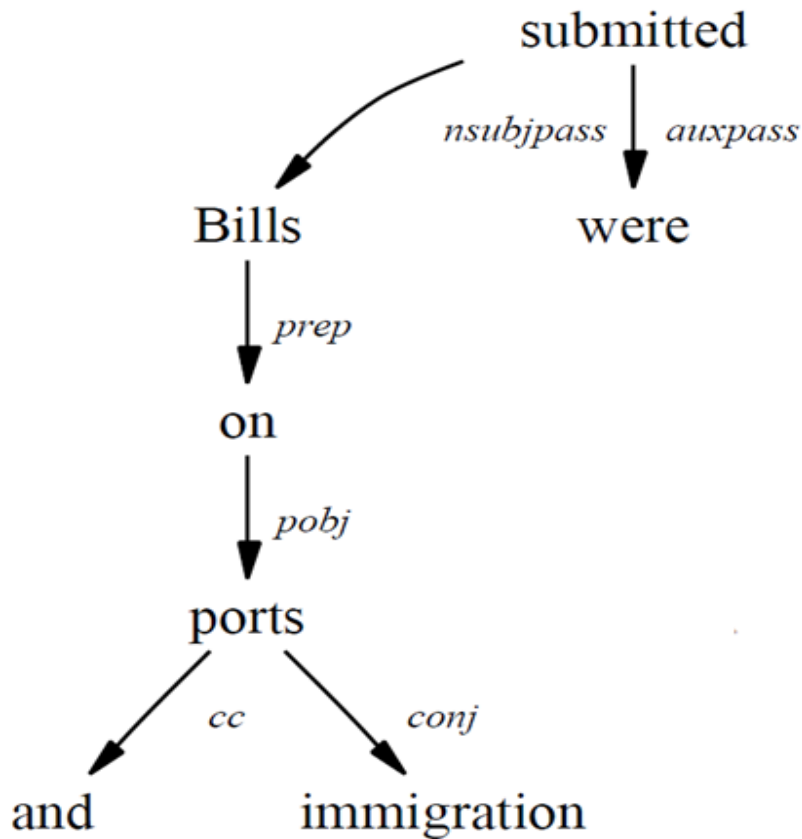 submitted
nsubjpass auxpass
Bills were
prep
on
pobj
ports
cc conj
and immigration